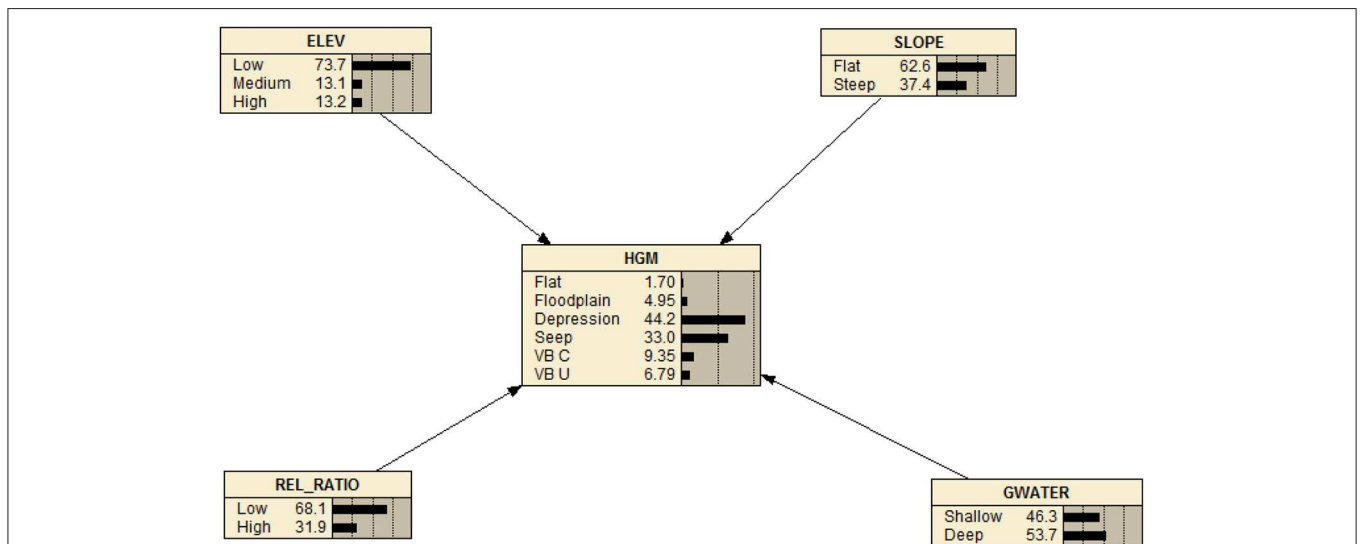 ELEV
Low 73.7
Medium 13.1
High 13.2
SLOPE
Flat 62.6
Steep 37.4
HGM
Flat 1.70
Floodplain 4.95
Depression 44.2
Seep 33.0
VB C 9.35
VB U 6.79
REL_RATIO
Low 68.1
High 31.9
GWATER
Shallow 46.3
Deep 53.7